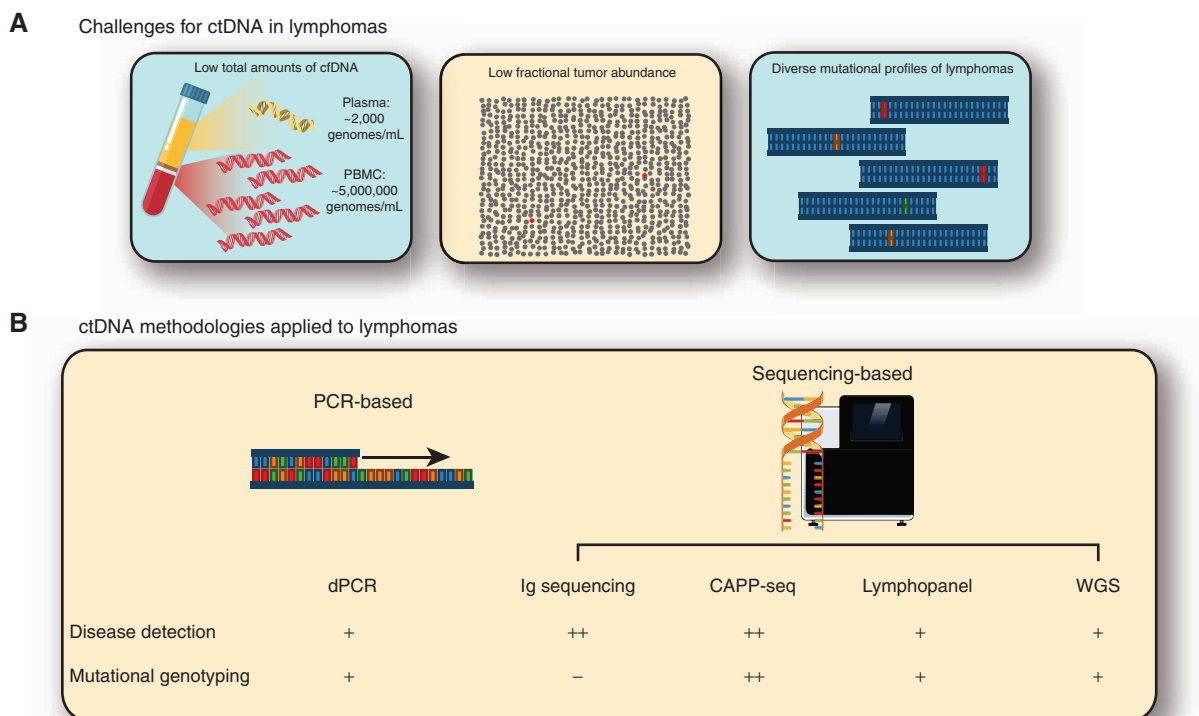 A
Challenges for ctDNA in lymphomas
Low total amounts of cfDNA
Plasma:
~2,000
genomes/mL
PBMC:
~5,000,000
genomes/mL
Low fractional tumor abundance
Diverse mutational profiles of lymphomas
B
ctDNA methodologies applied to lymphomas
PCR-based
Sequencing-based
dPCR Ig sequencing CAPP-seq Lymphopanel WGS
Disease detection + ++ ++ + +
Mutational genotyping + – ++ + +